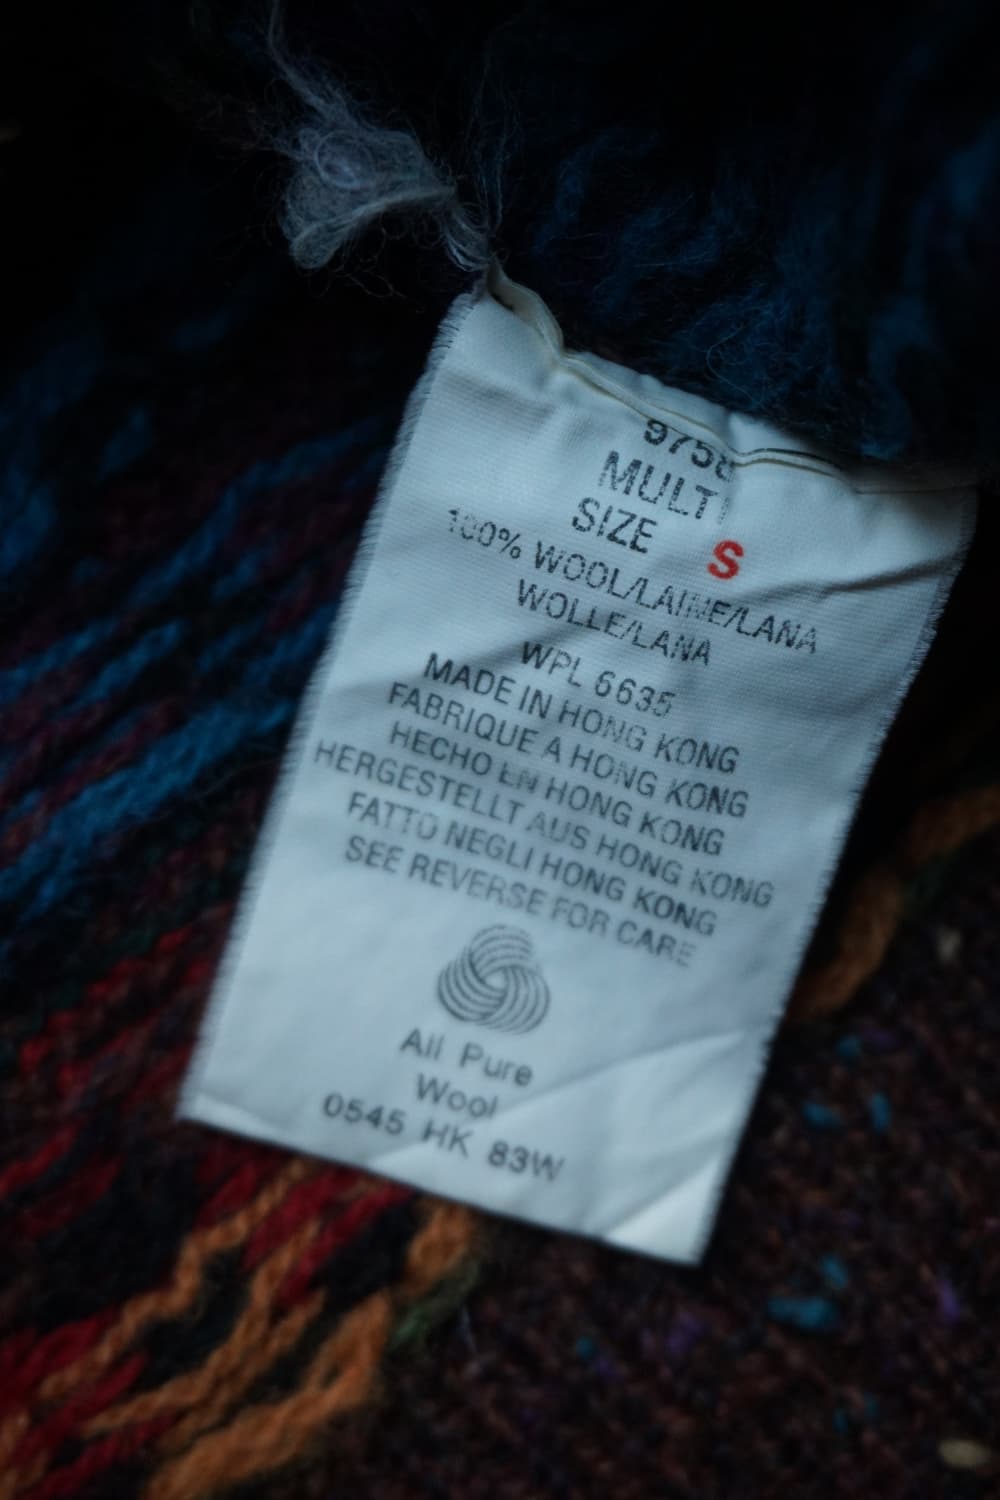 9758
MULTI
SIZE S
100% WOOL/LAINE/LANA
WOLLE/LANA
WPL 6635
MADE IN HONG KONG
FABRIQUE A HONG KONG
HECHO EN HONG KONG
HERGESTELLT AUS HONG KONG
FATTO NEGLI HONG KONG
SEE REVERSE FOR CARE
All Pure
Wool
0545 HK 83W